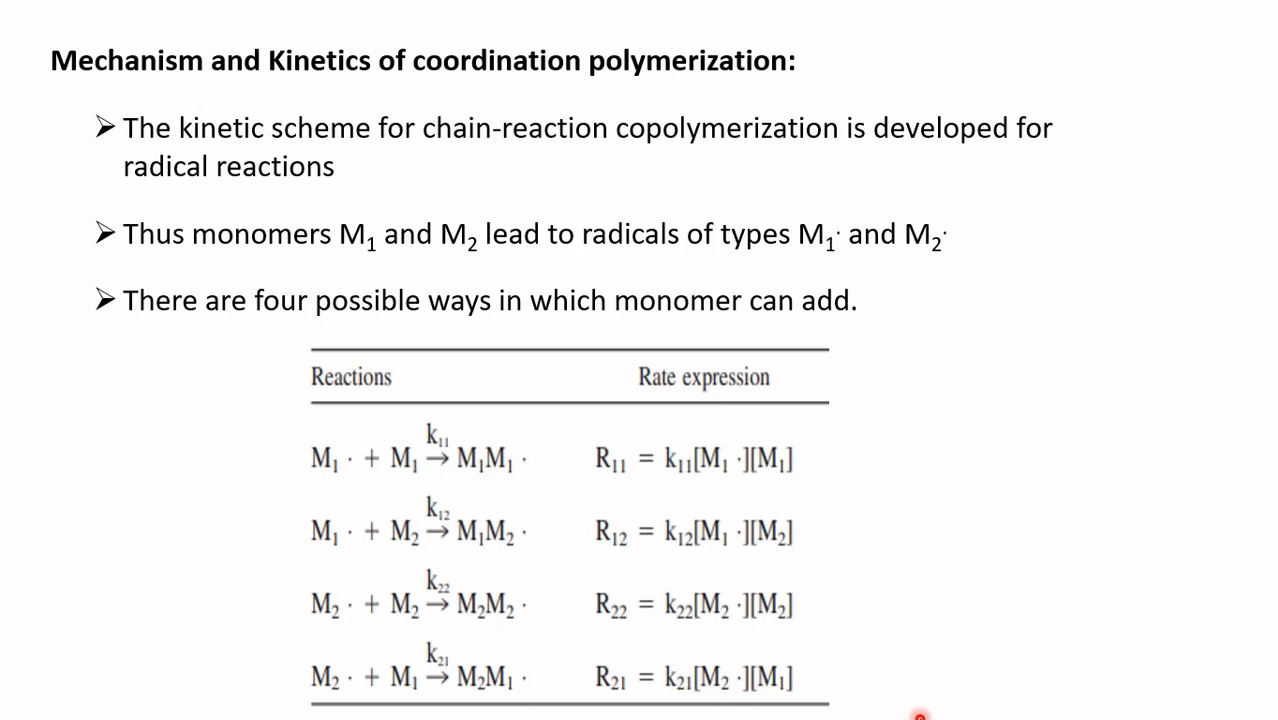 Mechanism and Kinetics of coordination polymerization:
➢ The kinetic scheme for chain-reaction copolymerization is developed for
radical reactions
➢ Thus monomers M₁ and M₂ lead to radicals of types M₁· and M₂·
➢ There are four possible ways in which monomer can add.
Reactions Rate expression
M₁ · + M₁ →(k₁₁) M₁M₁ · R₁₁ = k₁₁[M₁ ·][M₁]
M₁ · + M₂ →(k₁₂) M₁M₂ · R₁₂ = k₁₂[M₁ ·][M₂]
M₂ · + M₂ →(k₂₂) M₂M₂ · R₂₂ = k₂₂[M₂ ·][M₂]
M₂ · + M₁ →(k₂₁) M₂M₁ · R₂₁ = k₂₁[M₂ ·][M₁]